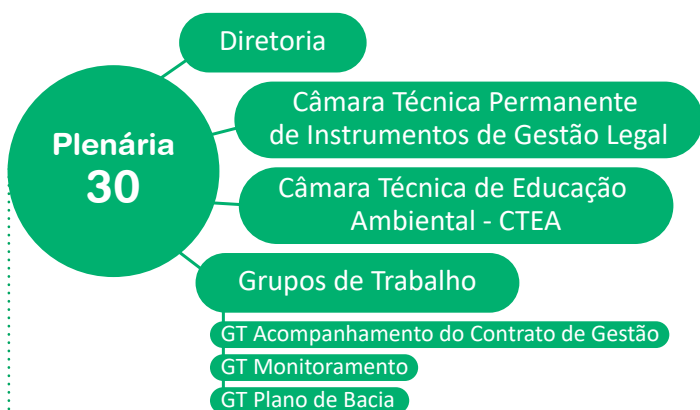 Diretoria
Plenária
30
Câmara Técnica Permanente
de Instrumentos de Gestão Legal
Câmara Técnica de Educação
Ambiental - CTEA
Grupos de Trabalho
GT Acompanhamento do Contrato de Gestão
GT Monitoramento
GT Plano de Bacia